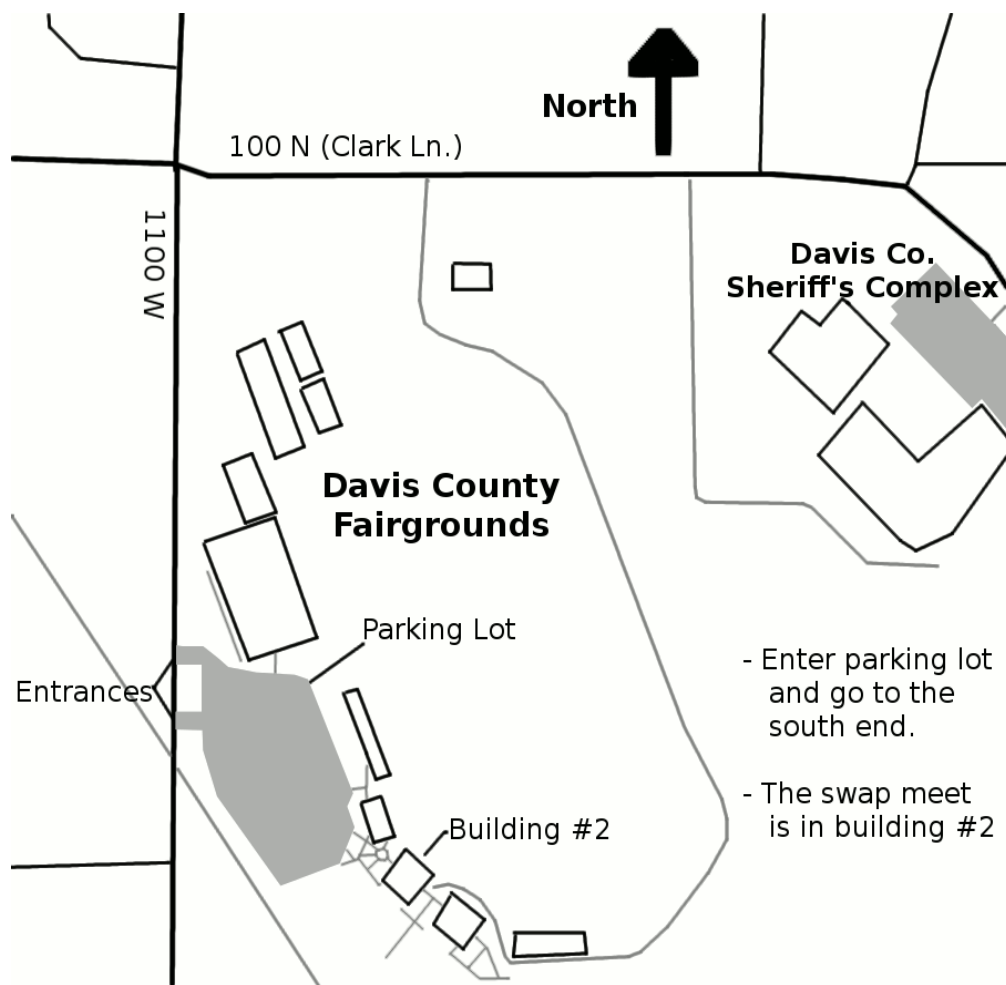 North
100 N (Clark Ln.)
1100 W
Davis Co.
Sheriff's Complex
Davis County
Fairgrounds
Parking Lot
Entrances
- Enter parking lot
and go to the
south end.
- The swap meet
is in building #2
Building #2